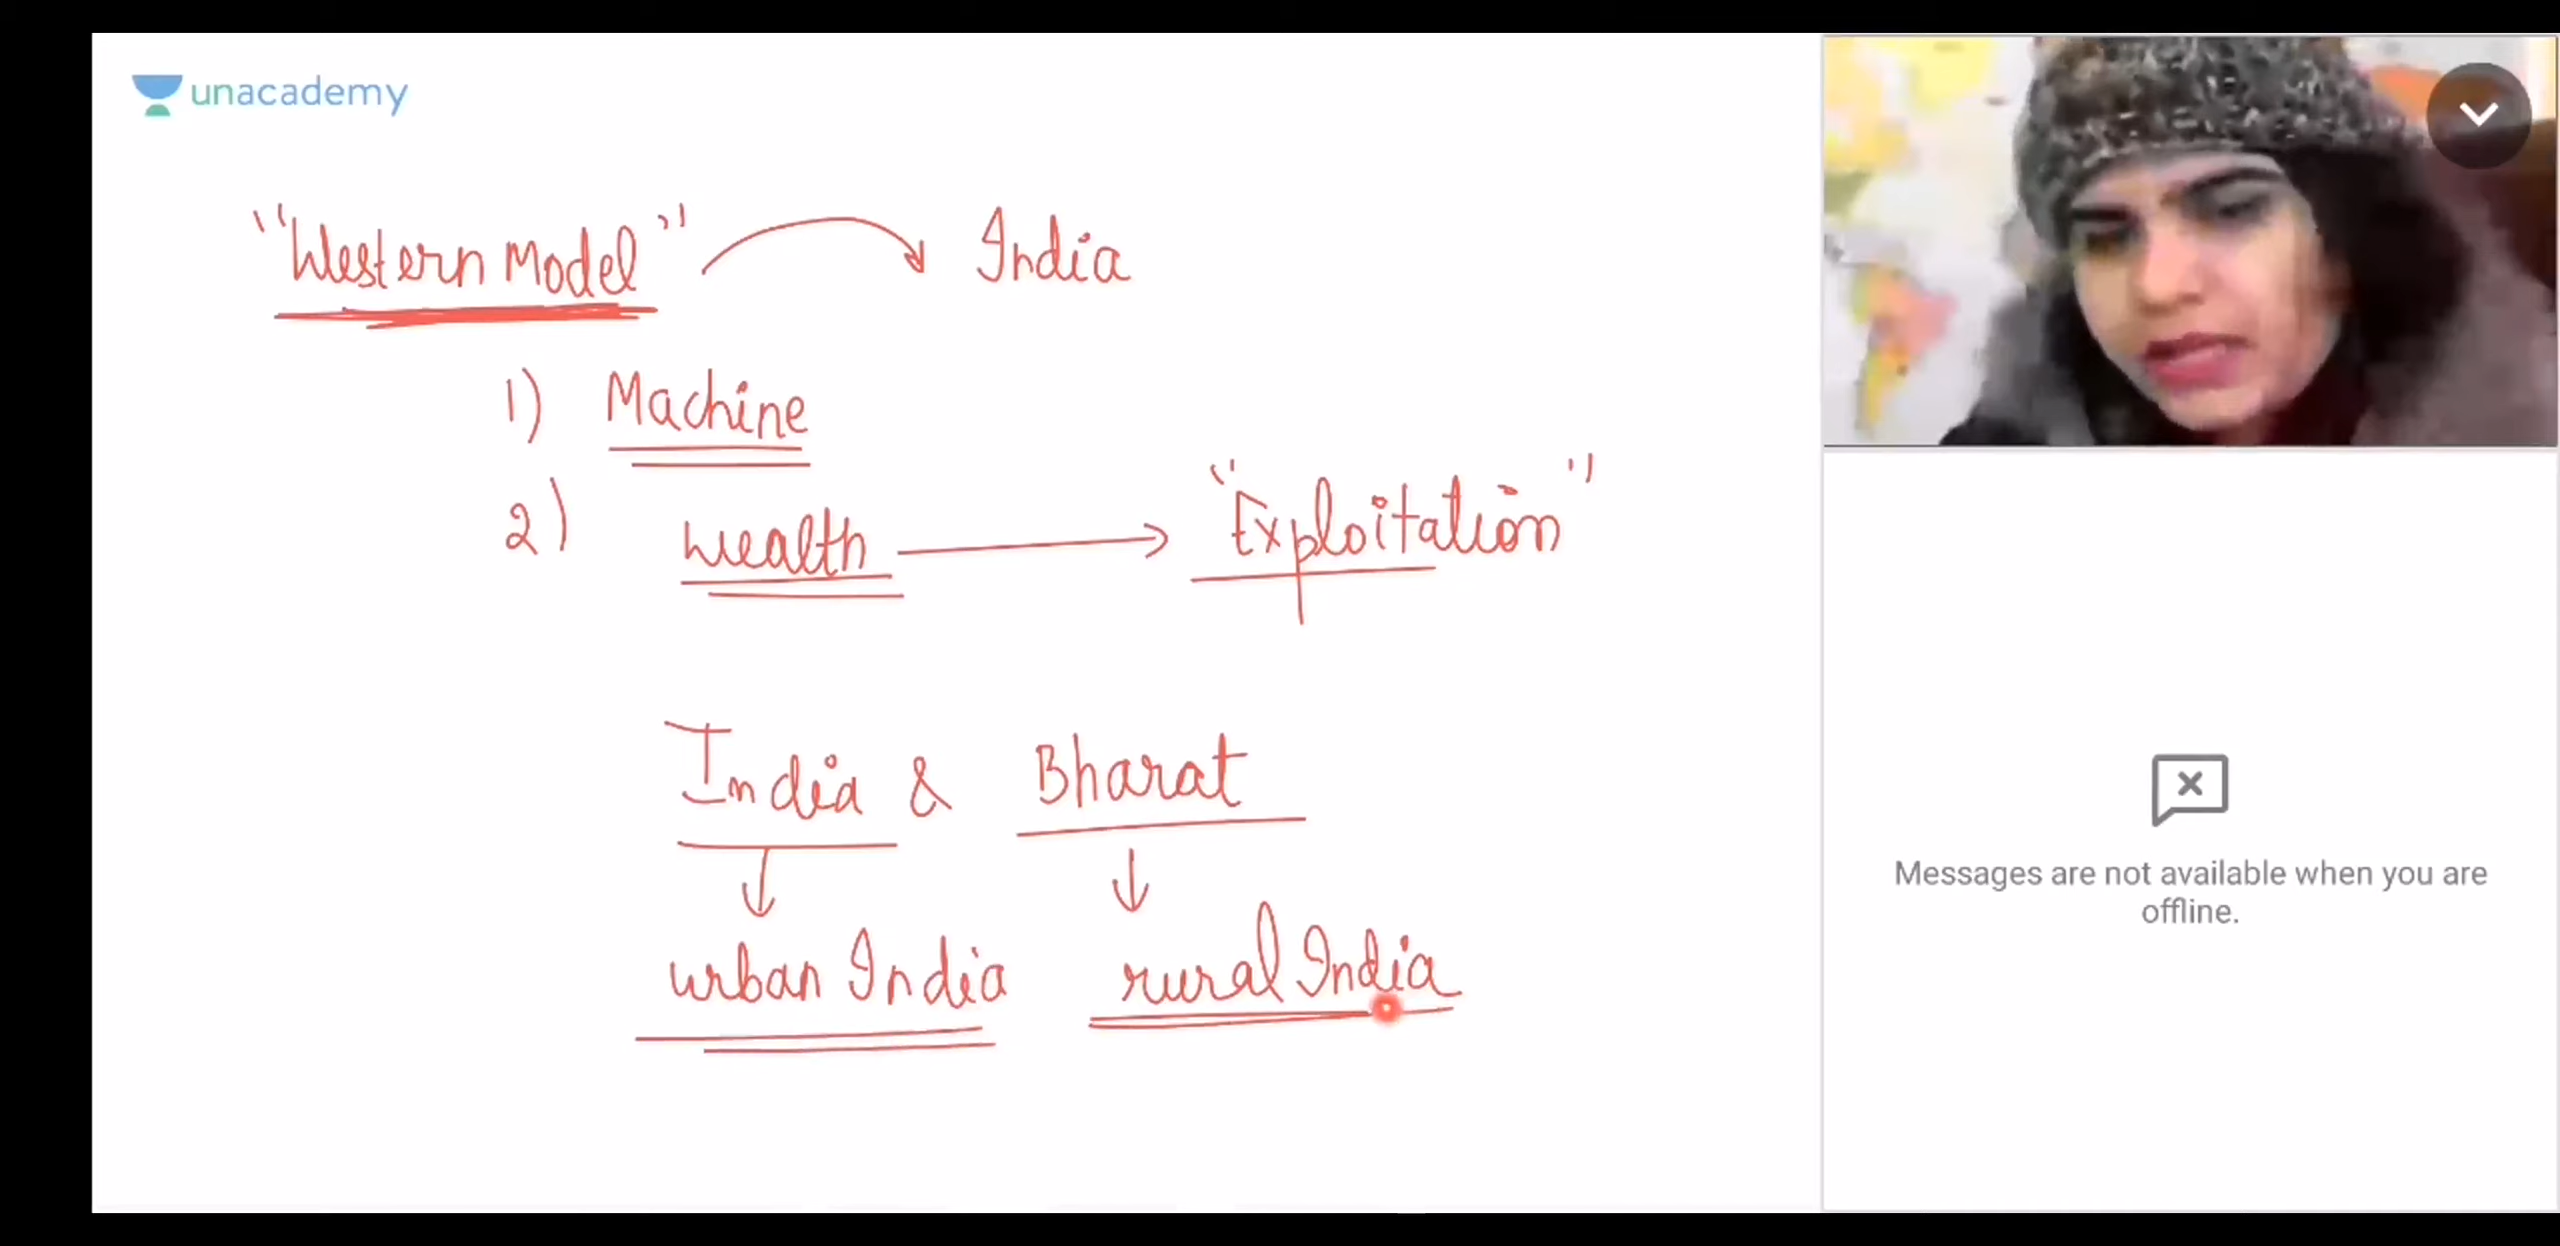 unacademy
"Western Model" India
1) Machine
2) Wealth "Exploitation"
India & Bharat
urban India rural India
Messages are not available when you are
offline.